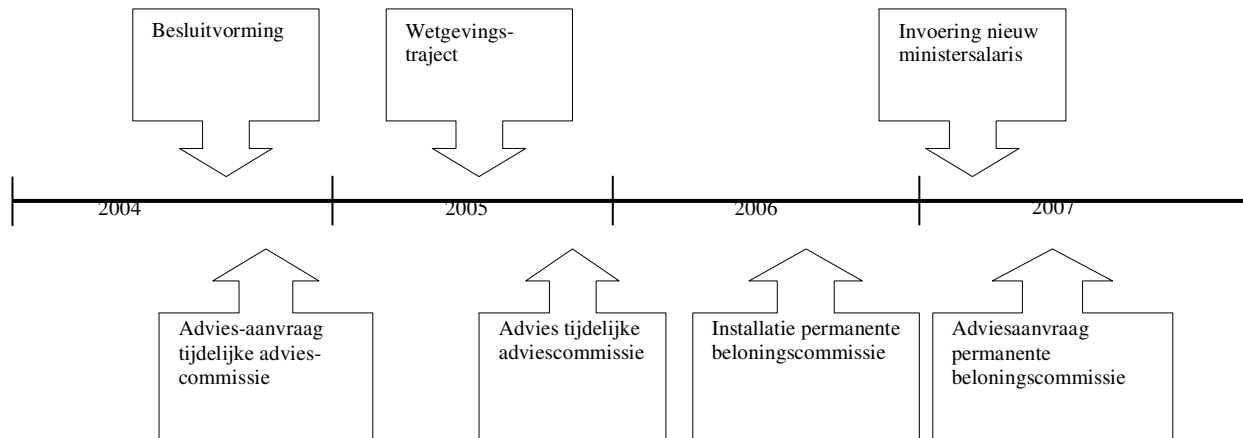 Besluitvorming
Wetgevings-
traject
Invoering nieuw
ministersalaris
2004
2005
2006
2007
Advies-aanvraag
tijdelijke advies-
commissie
Advies tijdelijke
adviescommissie
Installatie permanente
beloningscommissie
Adviesaanvraag
permanente
beloningscommissie